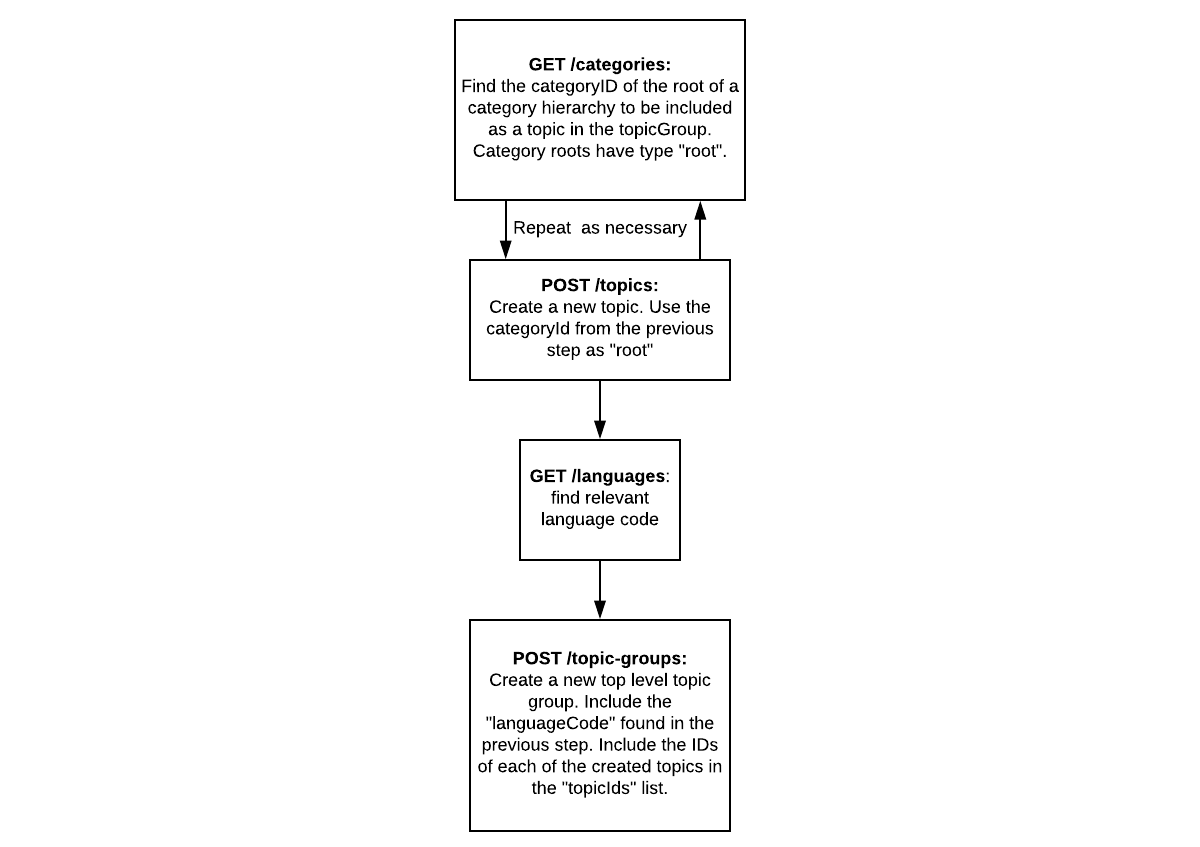 GET /categories:
Find the categoryID of the root of a
category hierarchy to be included
as a topic in the topicGroup.
Category roots have type "root".
Repeat  as necessary
POST /topics:
Create a new topic. Use the
categoryId from the previous
step as "root"
GET /languages:
find relevant
language code
POST /topic-groups:
Create a new top level topic
group. Include the
"languageCode" found in the
previous step. Include the IDs
of each of the created topics in
the "topicIds" list.